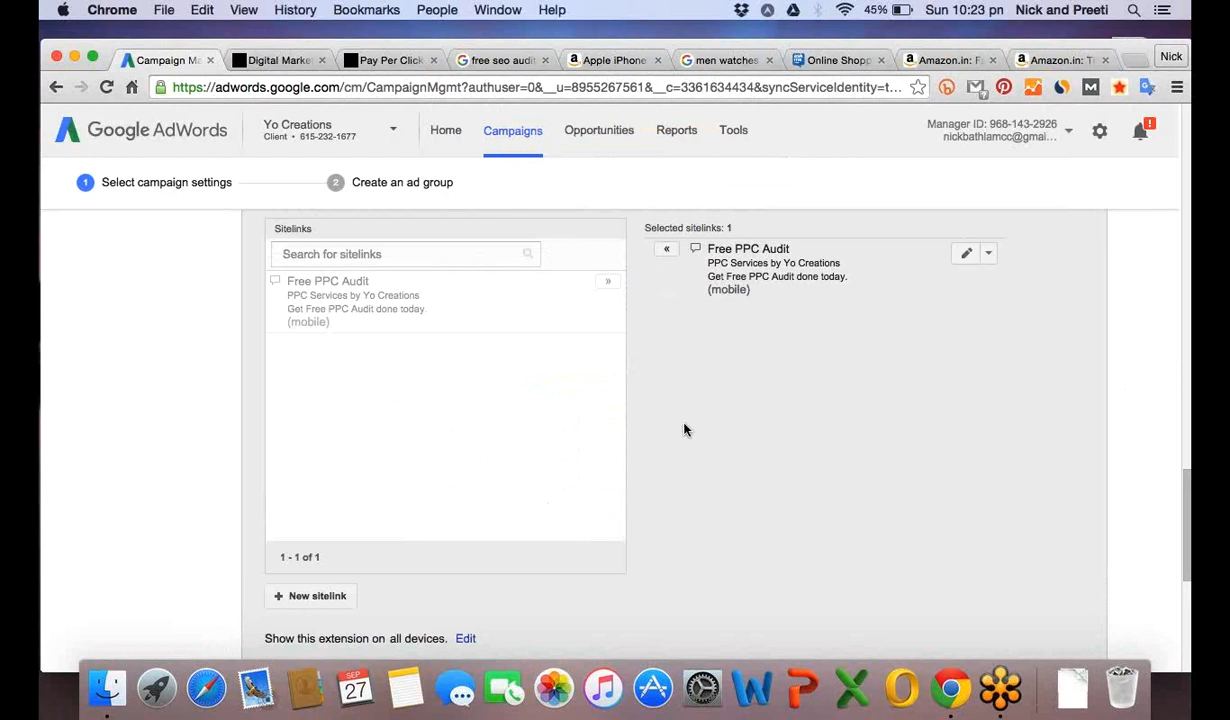 Chrome File Edit View History Bookmarks People Window Help 45% Sun 10:23 pm Nick and Preeti
Campaign Ma Digital Marke Pay Per Click free seo audit Apple iPhone men watches Online Shopp Amazon.in: F Amazon.in: T Nick
https://adwords.google.com/cm/CampaignMgmt?authuser=0&__u=8955267561&__c=3361634434&syncServiceIdentity=t...
Google AdWords
Yo Creations
Client • 615-232-1677
Home Campaigns Opportunities Reports Tools
Manager ID: 968-143-2926
nickbathlamcc@gmai...
1 Select campaign settings 2 Create an ad group
Sitelinks
Search for sitelinks
Free PPC Audit
PPC Services by Yo Creations
Get Free PPC Audit done today.
(mobile)
»
1 - 1 of 1
+ New sitelink
Selected sitelinks: 1
«
Free PPC Audit
PPC Services by Yo Creations
Get Free PPC Audit done today.
(mobile)
Show this extension on all devices. Edit
SEP
27